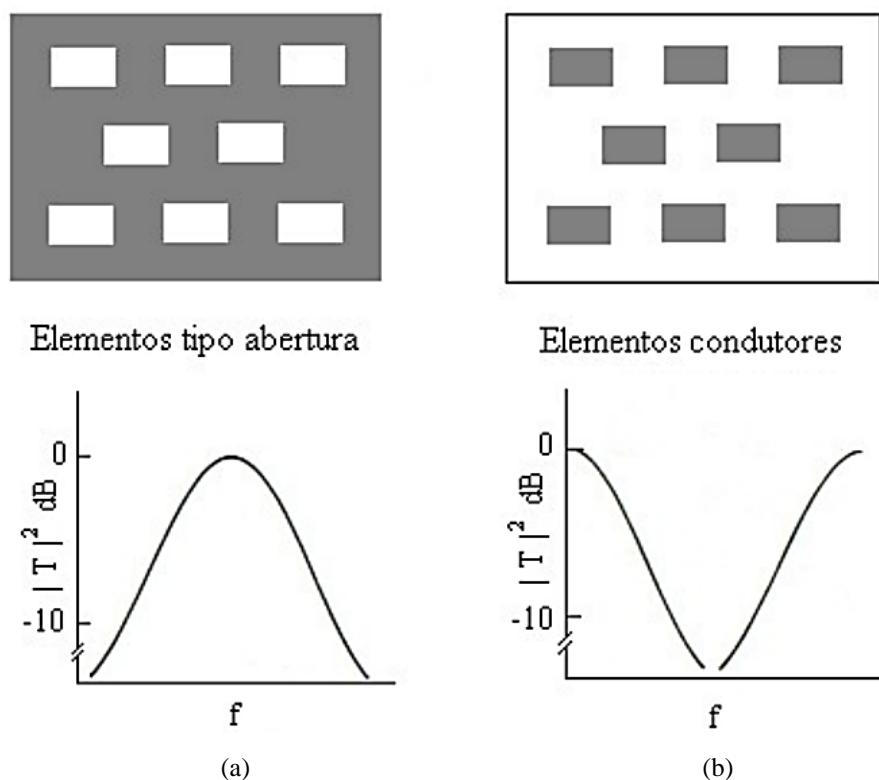 Elementos tipo abertura
Elementos condutores
0
-10
| T |² dB
f
(a)
0
-10
| T |² dB
f
(b)